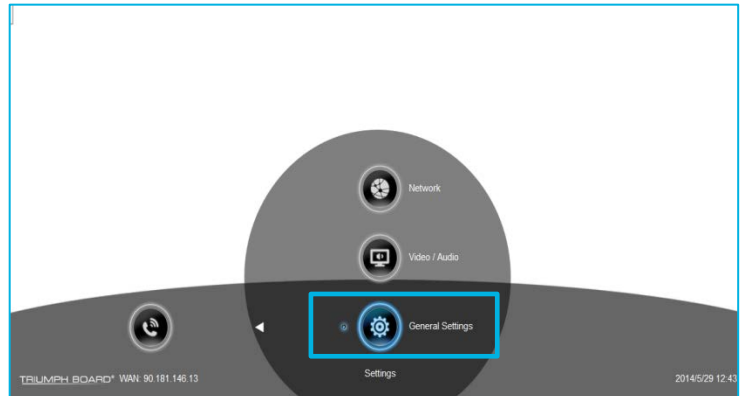 Network
Video / Audio
General Settings
Settings
TRIUMPH BOARD® WAN: 90.181.146.13
2014/5/29 12:43